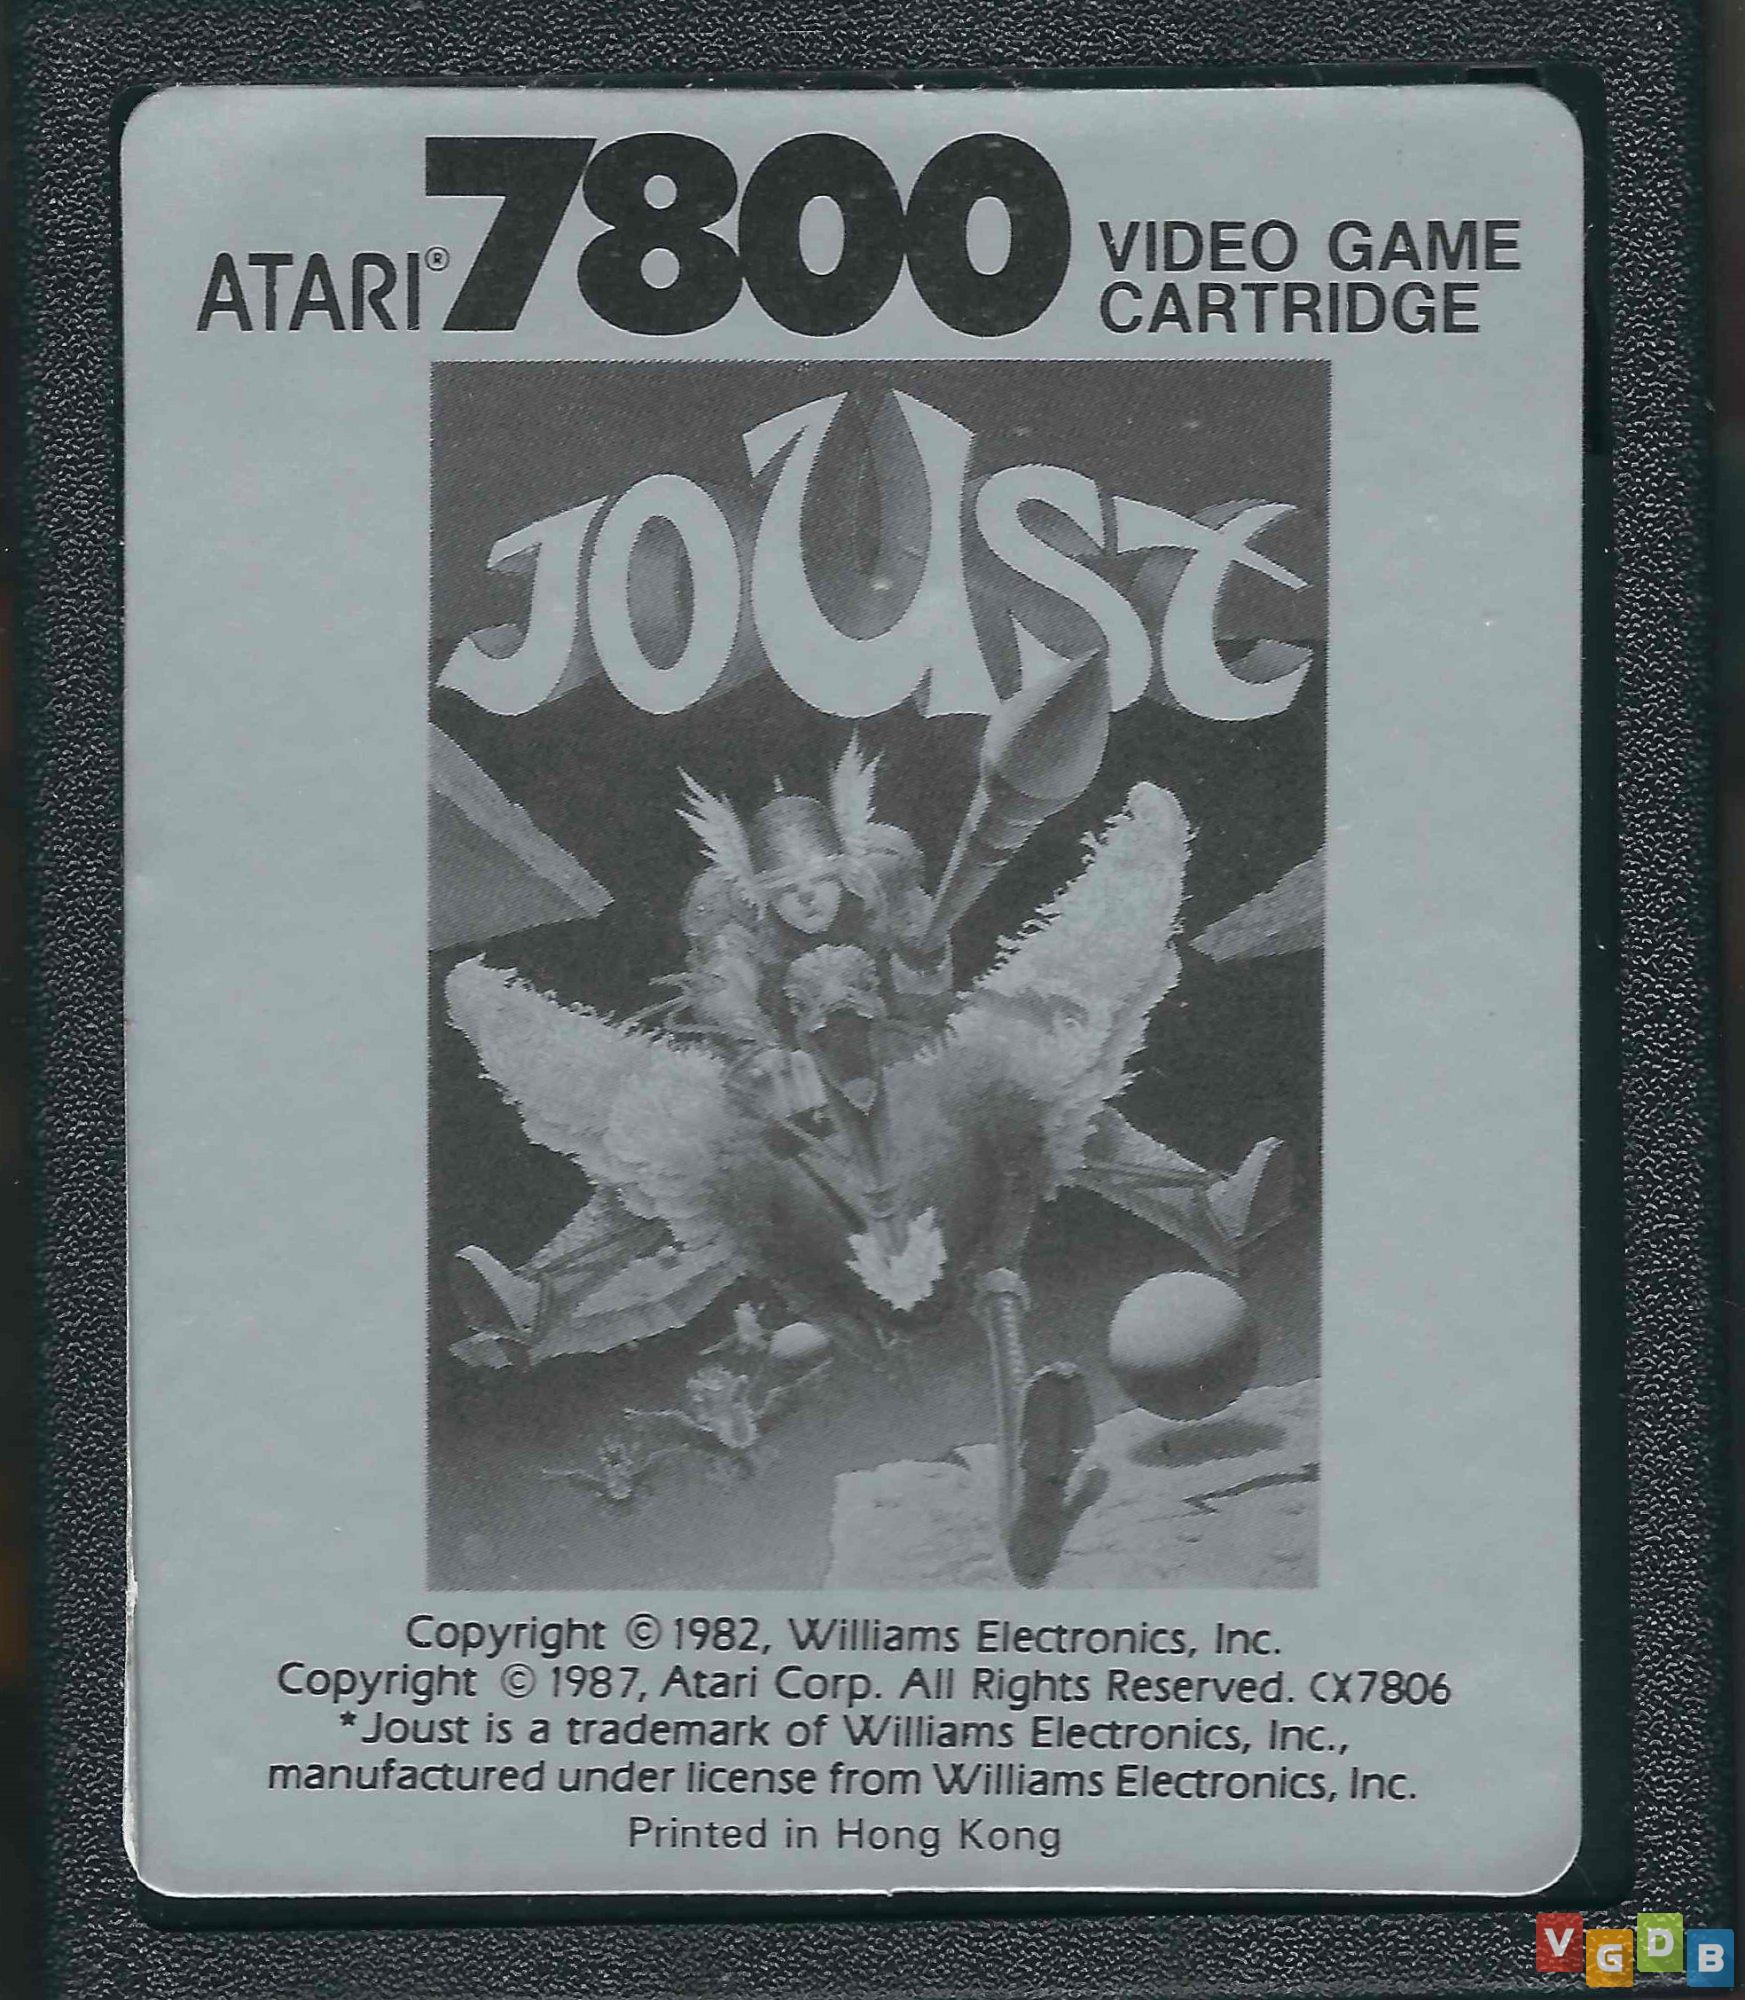 ATARI® 7800 VIDEO GAME
CARTRIDGE
JOUST
Copyright © 1982, Williams Electronics, Inc.
Copyright © 1987, Atari Corp. All Rights Reserved. CX7806
*Joust is a trademark of Williams Electronics, Inc.,
manufactured under license from Williams Electronics, Inc.
Printed in Hong Kong
VGDB